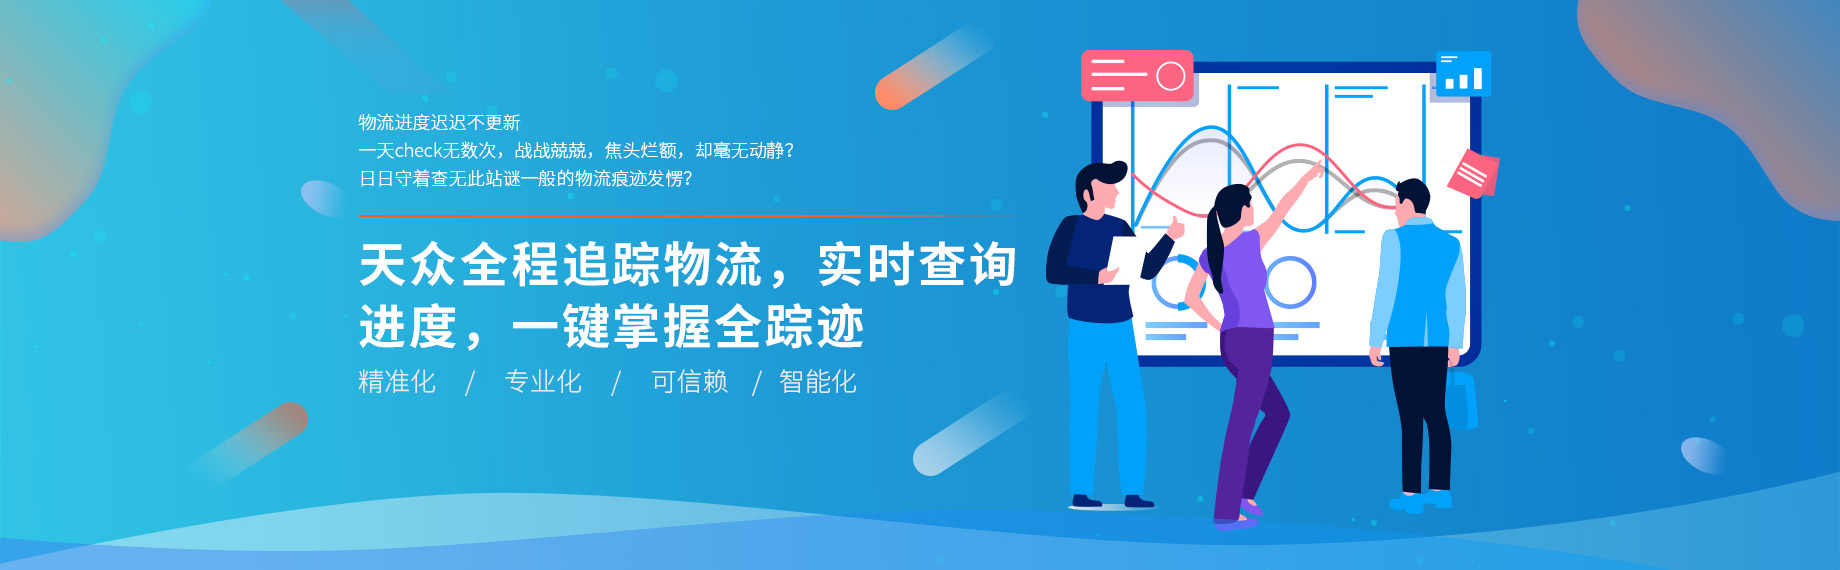 物流进度迟迟不更新
一天check无数次，战战兢兢，焦头烂额，却毫无动静？
日日守着查无此站谜一般的物流痕迹发愣？
天众全程追踪物流，实时查询
进度，一键掌握全踪迹
精准化 / 专业化 / 可信赖 / 智能化